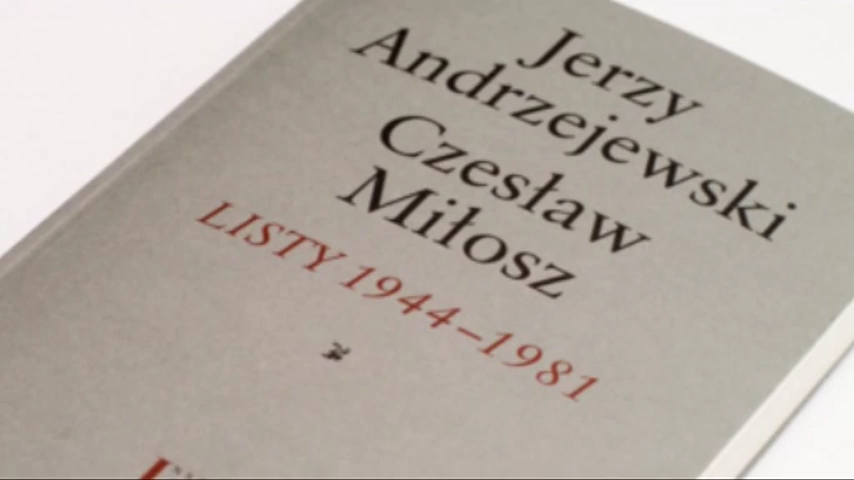 Jerzy
Andrzejewski
Czesław
Miłosz
LISTY 1944–1981